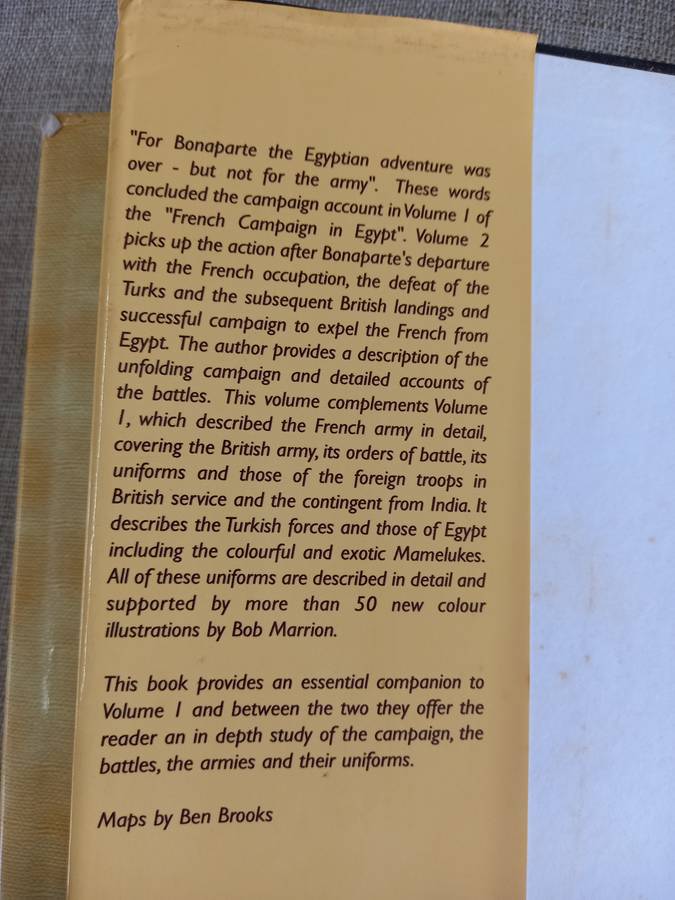 "For Bonaparte the Egyptian adventure was
over - but not for the army". These words
concluded the campaign account in Volume 1 of
the "French Campaign in Egypt". Volume 2
picks up the action after Bonaparte's departure
with the French occupation, the defeat of the
Turks and the subsequent British landings and
successful campaign to expel the French from
Egypt. The author provides a description of the
unfolding campaign and detailed accounts of
the battles. This volume complements Volume
1, which described the French army in detail,
covering the British army, its orders of battle, its
uniforms and those of the foreign troops in
British service and the contingent from India. It
describes the Turkish forces and those of Egypt
including the colourful and exotic Mamelukes.
All of these uniforms are described in detail and
supported by more than 50 new colour
illustrations by Bob Marrion.
This book provides an essential companion to
Volume 1 and between the two they offer the
reader an in depth study of the campaign, the
battles, the armies and their uniforms.
Maps by Ben Brooks